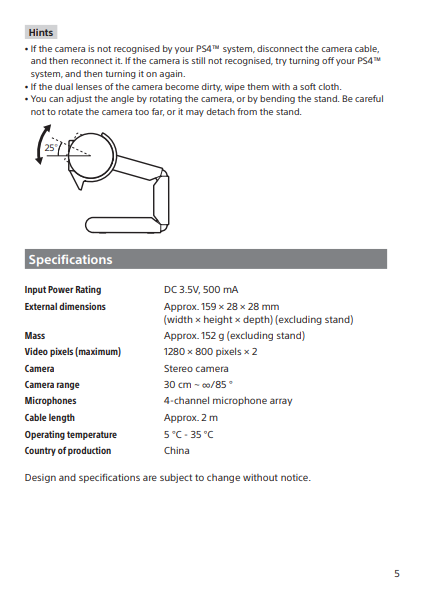 Hints
• If the camera is not recognised by your PS4™ system, disconnect the camera cable,
and then reconnect it. If the camera is still not recognised, try turning off your PS4™
system, and then turning it on again.
• If the dual lenses of the camera become dirty, wipe them with a soft cloth.
• You can adjust the angle by rotating the camera, or by bending the stand. Be careful
not to rotate the camera too far, or it may detach from the stand.
25°
Specifications
Input Power Rating DC 3.5V, 500 mA
External dimensions Approx. 159 × 28 × 28 mm
(width × height × depth) (excluding stand)
Mass Approx. 152 g (excluding stand)
Video pixels (maximum) 1280 × 800 pixels × 2
Camera Stereo camera
Camera range 30 cm ~ ∞/85 °
Microphones 4-channel microphone array
Cable length Approx. 2 m
Operating temperature 5 °C - 35 °C
Country of production China
Design and specifications are subject to change without notice.
5